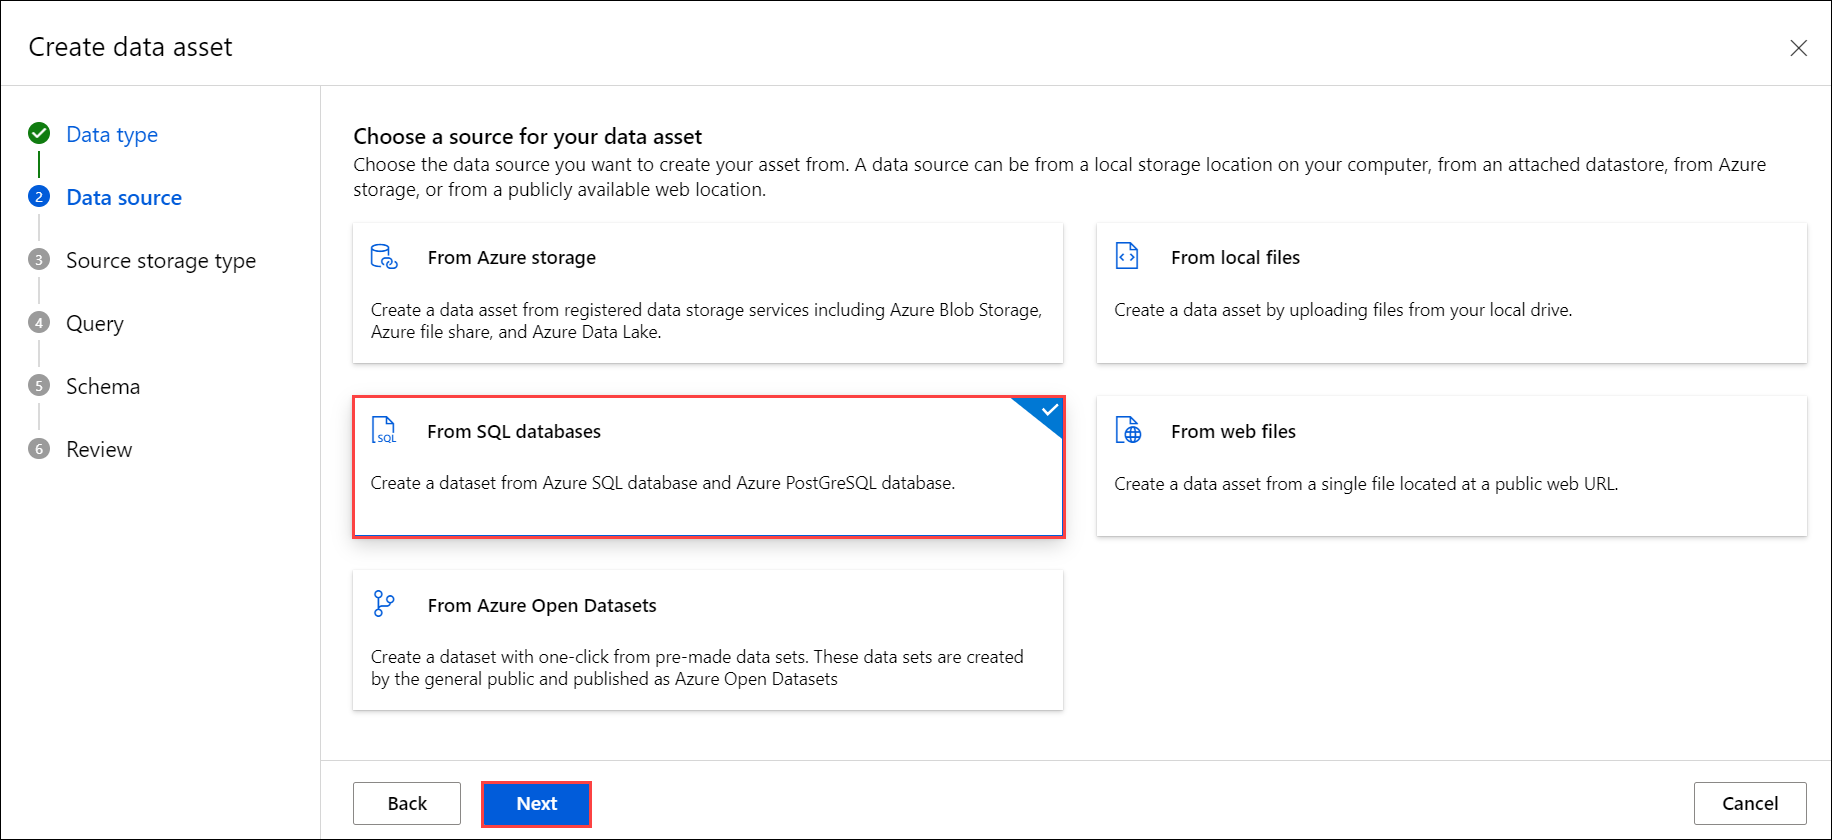 Create data asset
Data type
2 Data source
3 Source storage type
4 Query
5 Schema
6 Review
Choose a source for your data asset
Choose the data source you want to create your asset from. A data source can be from a local storage location on your computer, from an attached datastore, from Azure
storage, or from a publicly available web location.
From Azure storage
Create a data asset from registered data storage services including Azure Blob Storage,
Azure file share, and Azure Data Lake.
From local files
Create a data asset by uploading files from your local drive.
SQL
From SQL databases
Create a dataset from Azure SQL database and Azure PostGreSQL database.
From web files
Create a data asset from a single file located at a public web URL.
From Azure Open Datasets
Create a dataset with one-click from pre-made data sets. These data sets are created
by the general public and published as Azure Open Datasets
Back
Next
Cancel